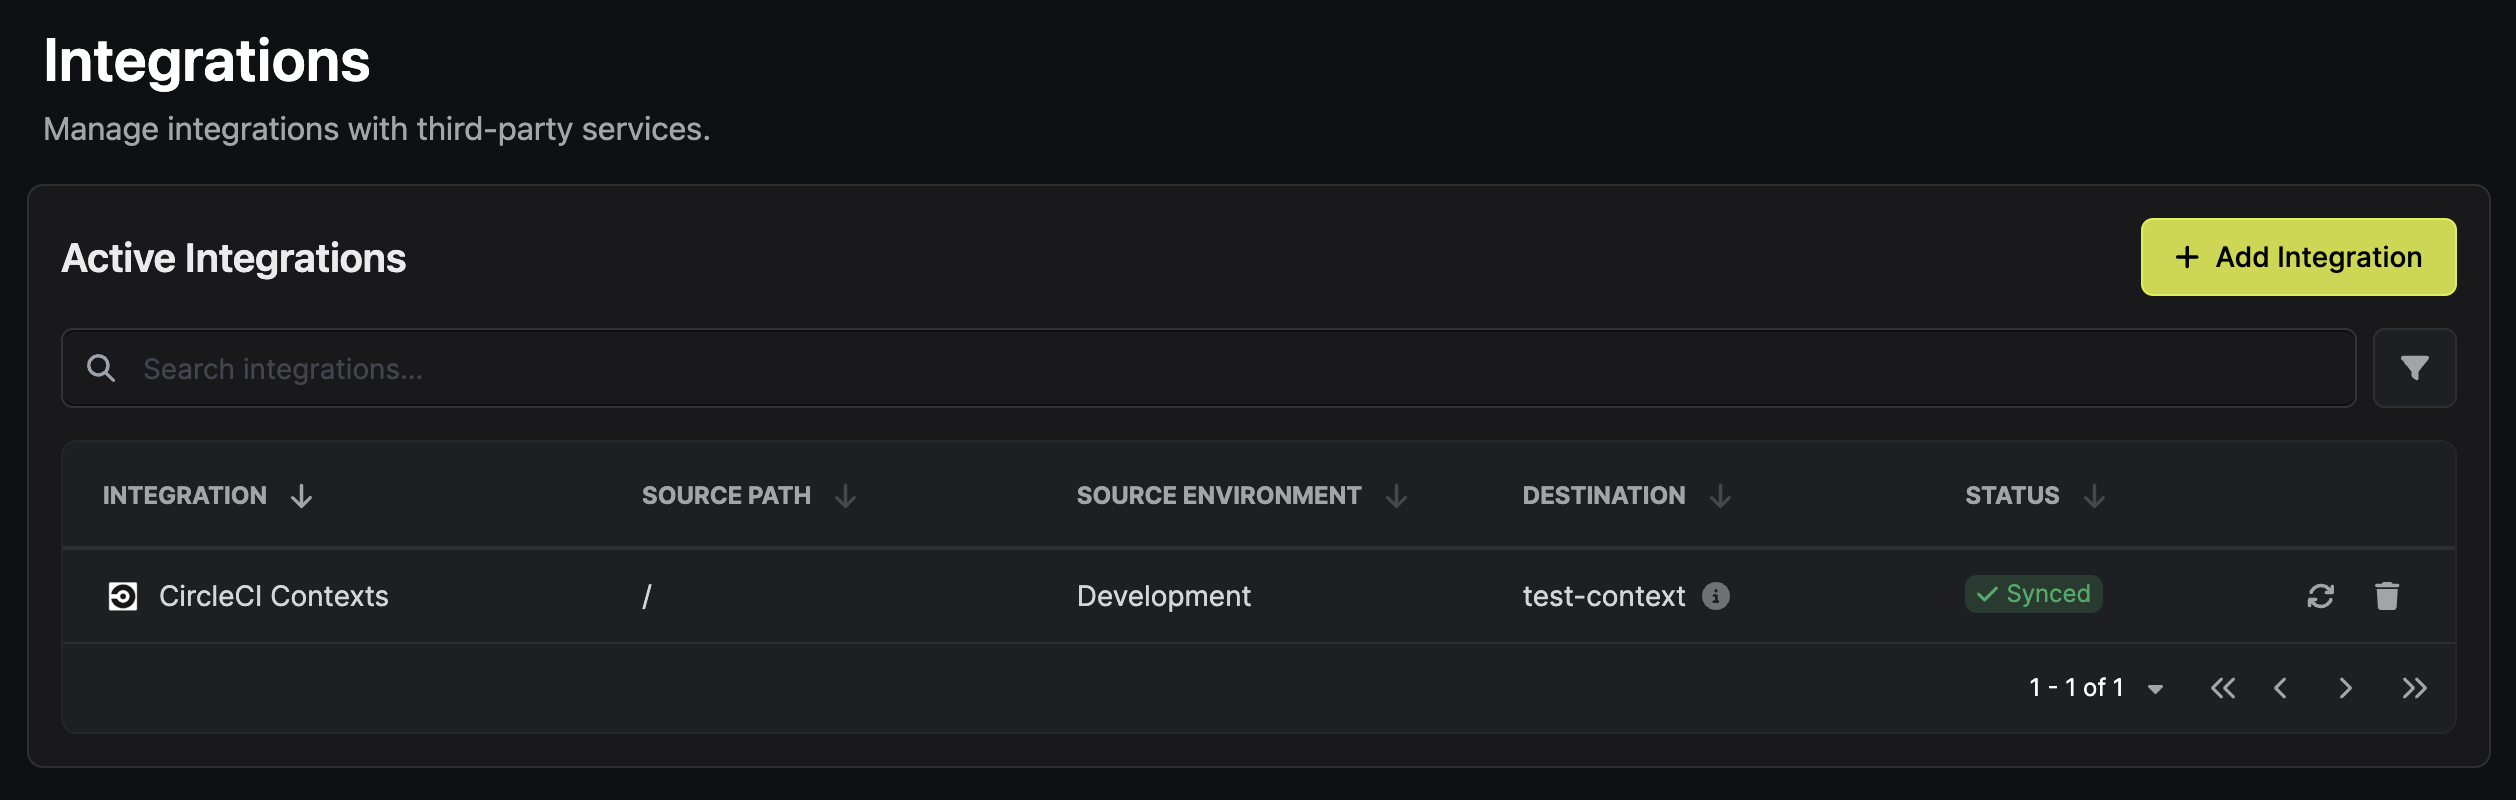 Integrations
Manage integrations with third-party services.
Active Integrations
+ Add Integration
Search integrations...
INTEGRATION SOURCE PATH SOURCE ENVIRONMENT DESTINATION STATUS
CircleCI Contexts / Development test-context Synced
1 - 1 of 1